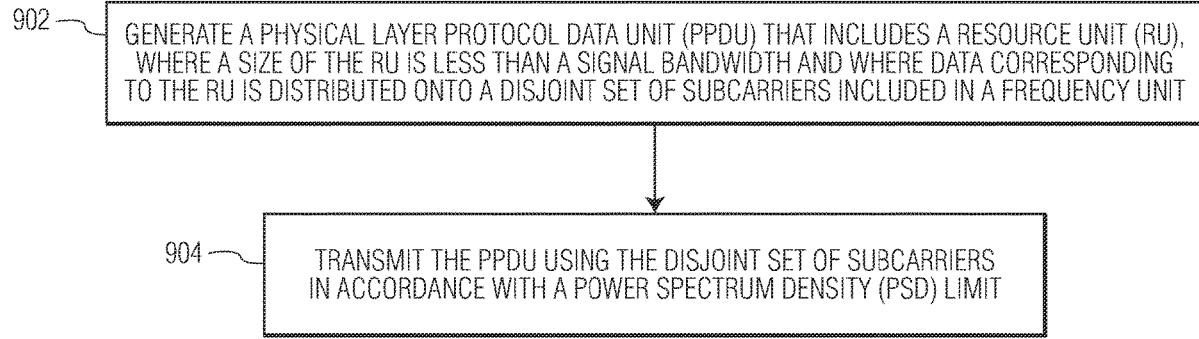 902
GENERATE A PHYSICAL LAYER PROTOCOL DATA UNIT (PPDU) THAT INCLUDES A RESOURCE UNIT (RU),
WHERE A SIZE OF THE RU IS LESS THAN A SIGNAL BANDWIDTH AND WHERE DATA CORRESPONDING
TO THE RU IS DISTRIBUTED ONTO A DISJOINT SET OF SUBCARRIERS INCLUDED IN A FREQUENCY UNIT
904
TRANSMIT THE PPDU USING THE DISJOINT SET OF SUBCARRIERS
IN ACCORDANCE WITH A POWER SPECTRUM DENSITY (PSD) LIMIT